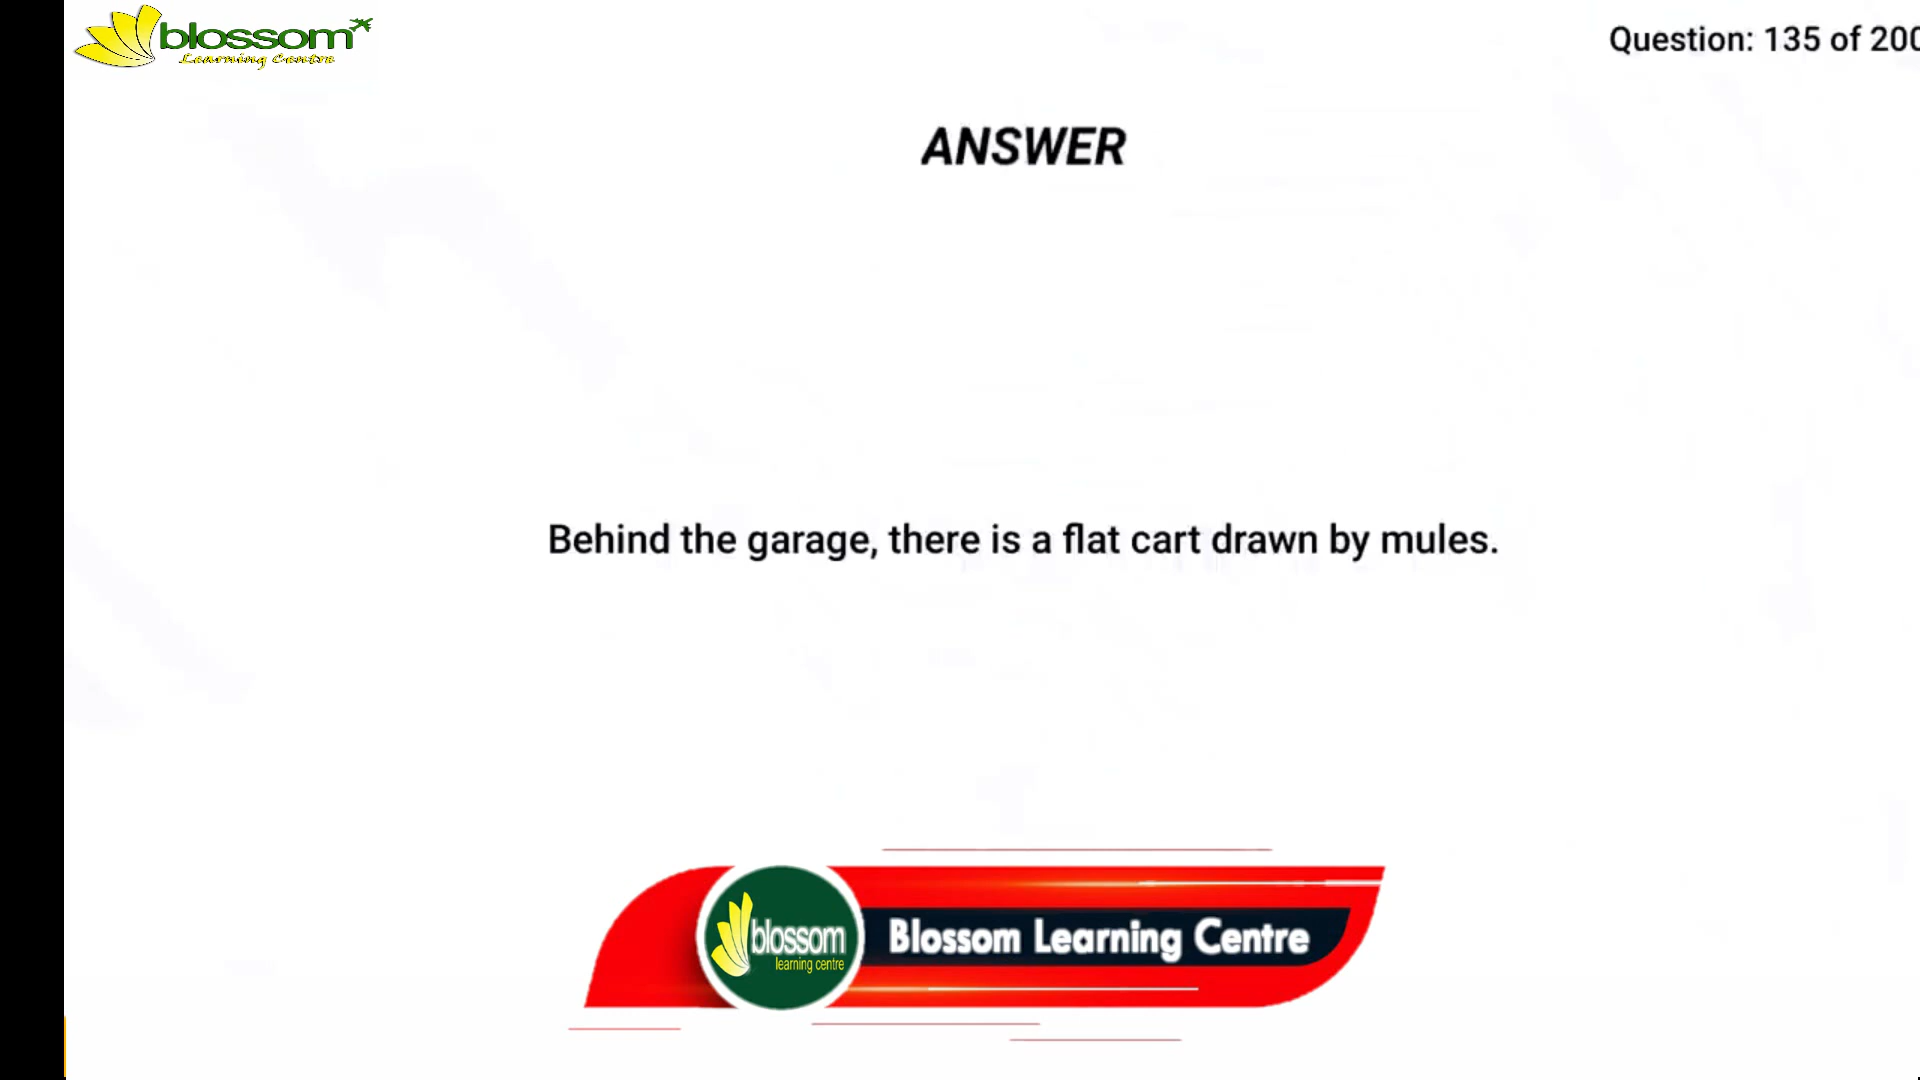 blossom
Learning Centre
Question: 135 of 200
ANSWER
Behind the garage, there is a flat cart drawn by mules.
blossom
learning centre
Blossom Learning Centre